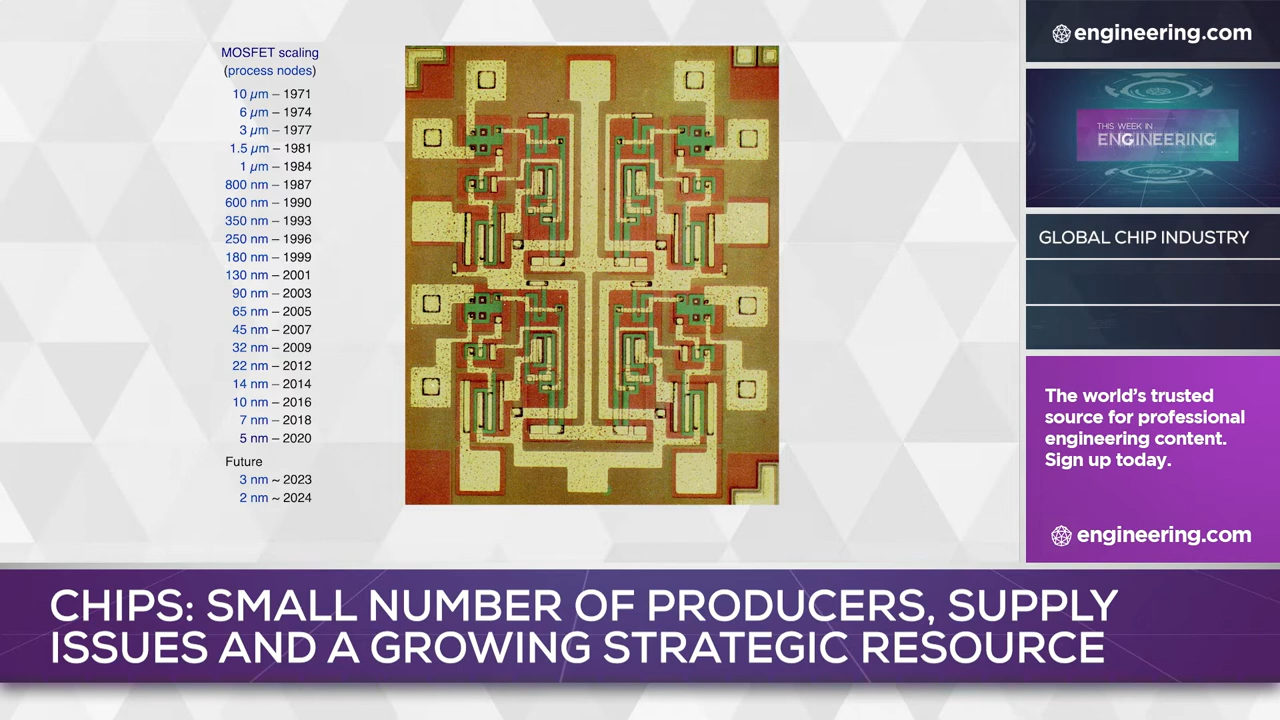 MOSFET scaling
(process nodes)
10 μm – 1971
6 μm – 1974
3 μm – 1977
1.5 μm – 1981
1 μm – 1984
800 nm – 1987
600 nm – 1990
350 nm – 1993
250 nm – 1996
180 nm – 1999
130 nm – 2001
90 nm – 2003
65 nm – 2005
45 nm – 2007
32 nm – 2009
22 nm – 2012
14 nm – 2014
10 nm – 2016
7 nm – 2018
5 nm – 2020
Future
3 nm ~ 2023
2 nm ~ 2024
engineering.com
THIS WEEK IN
ENGINEERING
GLOBAL CHIP INDUSTRY
The world's trusted
source for professional
engineering content.
Sign up today.
engineering.com
CHIPS: SMALL NUMBER OF PRODUCERS, SUPPLY
ISSUES AND A GROWING STRATEGIC RESOURCE